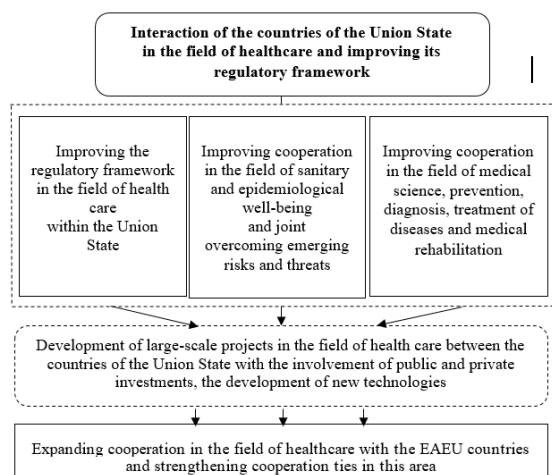 Interaction of the countries of the Union State
in the field of healthcare and improving its
regulatory framework
Improving the
regulatory framework
in the field of health
care
within the Union
State
Improving cooperation
in the field of sanitary
and epidemiological
well-being
and joint
overcoming emerging
risks and threats
Improving cooperation
in the field of medical
science, prevention,
diagnosis, treatment of
diseases and medical
rehabilitation
Development of large-scale projects in the field of health care between the
countries of the Union State with the involvement of public and private
investments, the development of new technologies
Expanding cooperation in the field of healthcare with the EAEU countries
and strengthening cooperation ties in this area